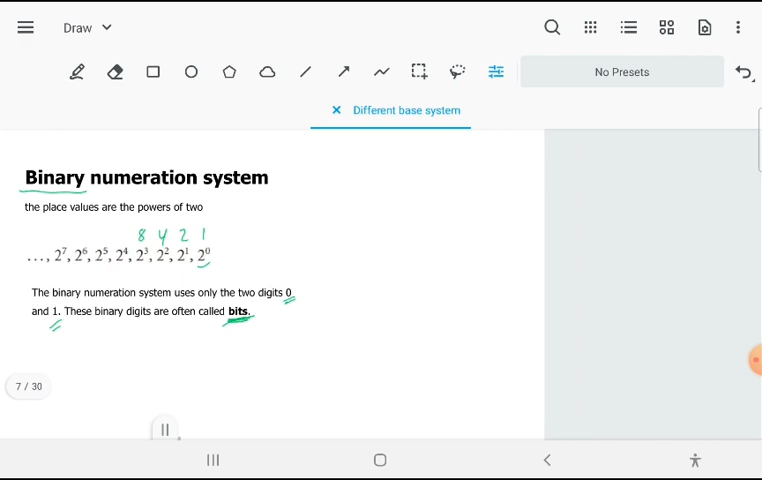 Draw
No Presets
Different base system
Binary numeration system
the place values are the powers of two
8 4 2 1
..., 2⁷, 2⁶, 2⁵, 2⁴, 2³, 2², 2¹, 2⁰
The binary numeration system uses only the two digits 0
and 1. These binary digits are often called bits.
7 / 30